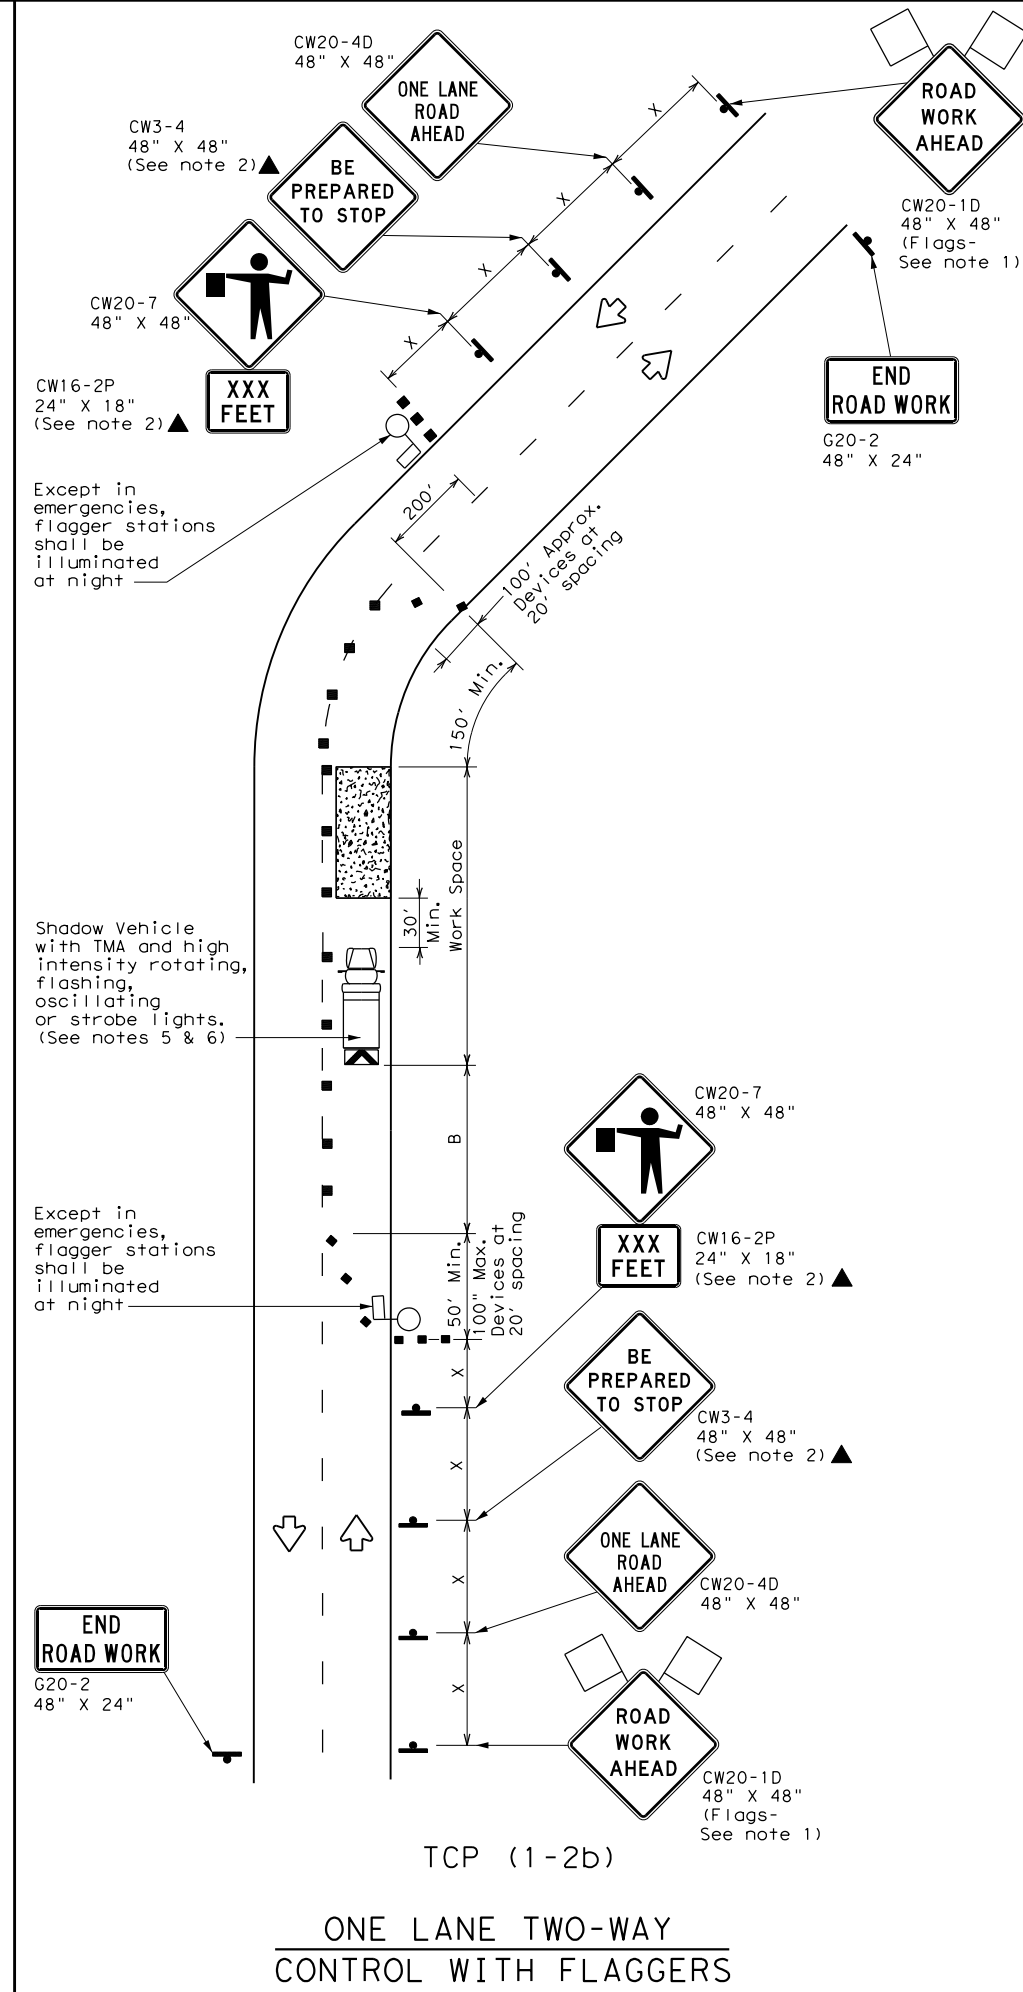 CW20-4D
48" X 48"
ONE LANE
ROAD
AHEAD
ROAD
WORK
AHEAD
CW20-1D
48" X 48"
(Flags-
See note 1)
X
CW3-4
48" X 48"
(See note 2)
BE
PREPARED
TO STOP
X
CW20-7
48" X 48"
X
CW16-2P
24" X 18"
(See note 2)
XXX
FEET
X
END
ROAD WORK
G20-2
48" X 24"
Except in
emergencies,
flagger stations
shall be
illuminated
at night
200'
100' Approx.
Devices at
20' spacing
150' Min.
Work Space
30'
Min.
Shadow Vehicle
with TMA and high
intensity rotating,
flashing,
oscillating
or strobe lights.
(See notes 5 & 6)
B
CW20-7
48" X 48"
XXX
FEET
CW16-2P
24" X 18"
(See note 2)
Except in
emergencies,
flagger stations
shall be
illuminated
at night
50' Min.
100" Max.
Devices at
20' spacing
X
BE
PREPARED
TO STOP
CW3-4
48" X 48"
(See note 2)
X
ONE LANE
ROAD
AHEAD
CW20-4D
48" X 48"
X
END
ROAD WORK
G20-2
48" X 24"
X
ROAD
WORK
AHEAD
CW20-1D
48" X 48"
(Flags-
See note 1)
TCP (1-2b)
ONE LANE TWO-WAY
CONTROL WITH FLAGGERS